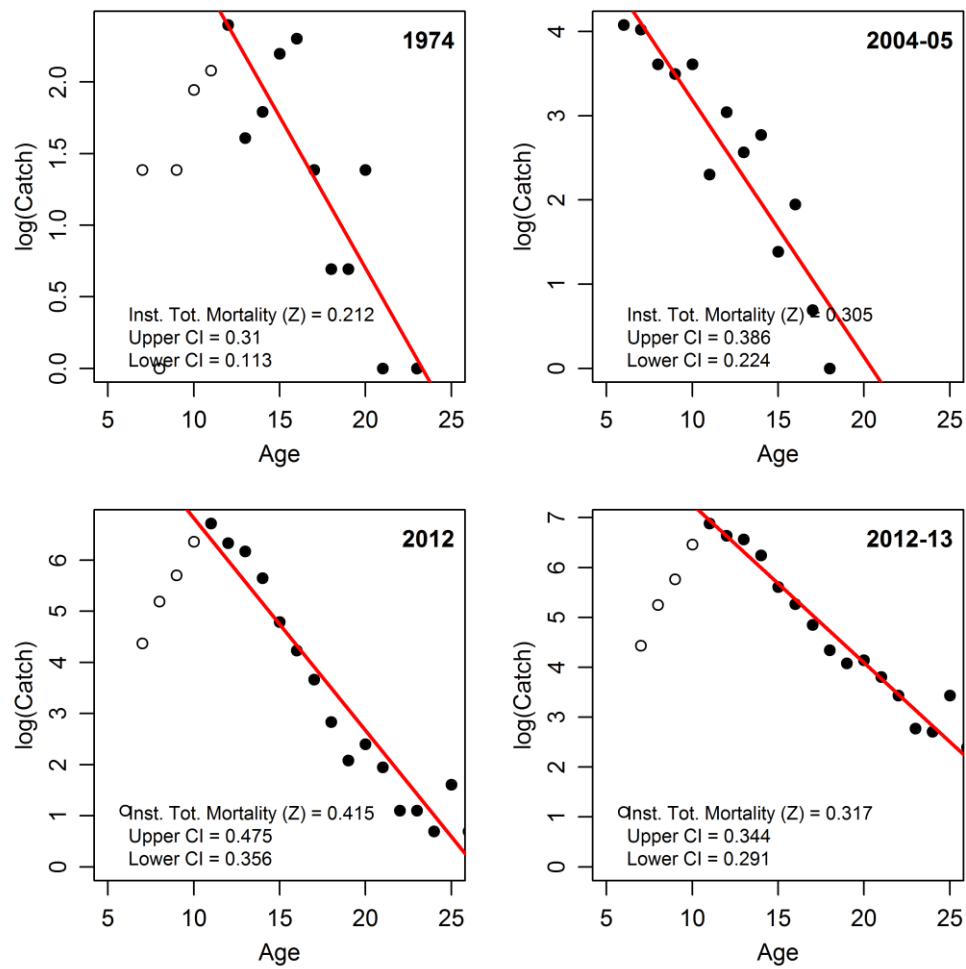 1974
log(Catch)
0.0 0.5 1.0 1.5 2.0
Inst. Tot. Mortality (Z) = 0.212
Upper CI = 0.31
Lower CI = 0.113
5 10 15 20 25
Age
2004-05
log(Catch)
0 1 2 3 4
Inst. Tot. Mortality (Z) = 0.305
Upper CI = 0.386
Lower CI = 0.224
5 10 15 20 25
Age
2012
log(Catch)
0 1 2 3 4 5 6
Inst. Tot. Mortality (Z) = 0.415
Upper CI = 0.475
Lower CI = 0.356
5 10 15 20 25
Age
2012-13
log(Catch)
0 1 2 3 4 5 6 7
Inst. Tot. Mortality (Z) = 0.317
Upper CI = 0.344
Lower CI = 0.291
5 10 15 20 25
Age